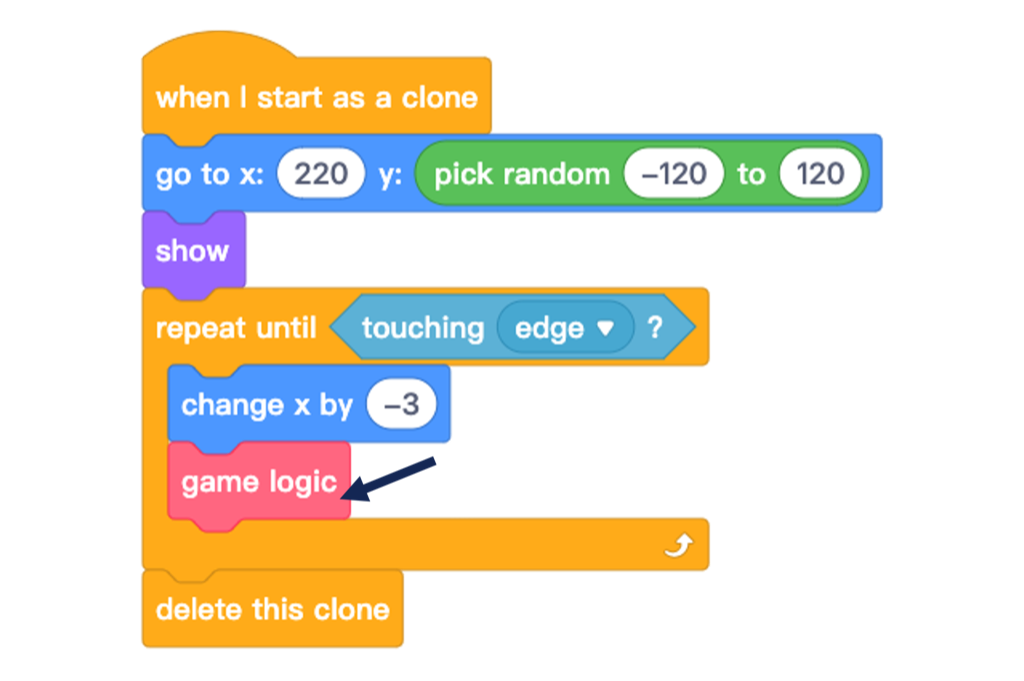 when I start as a clone
go to x: 220 y: pick random –120 to 120
show
repeat until touching edge ?
change x by –3
game logic
delete this clone